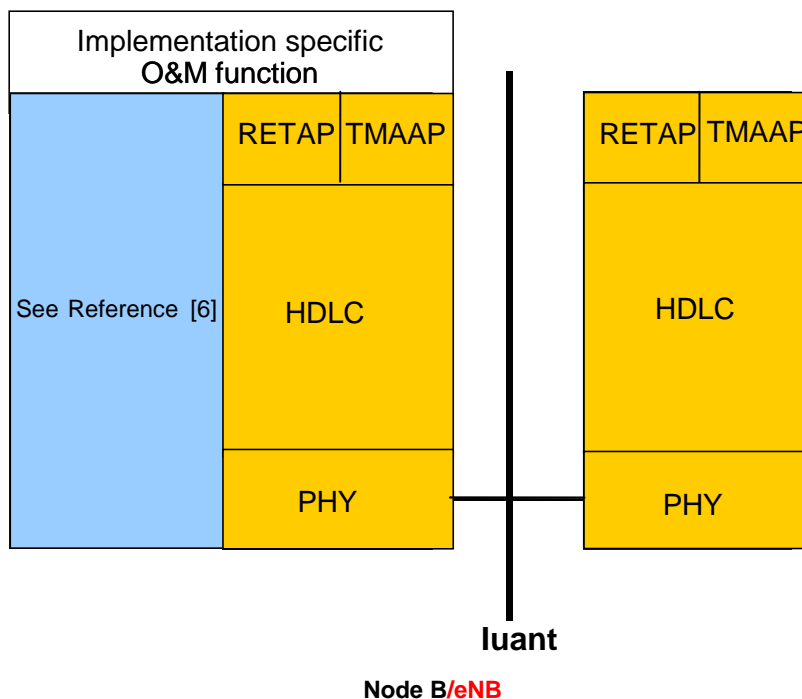 Implementation specific
O&M function
RETAP TMAAP
RETAP TMAAP
See Reference [6]
HDLC
HDLC
PHY
PHY
Iuant
Node B/eNB